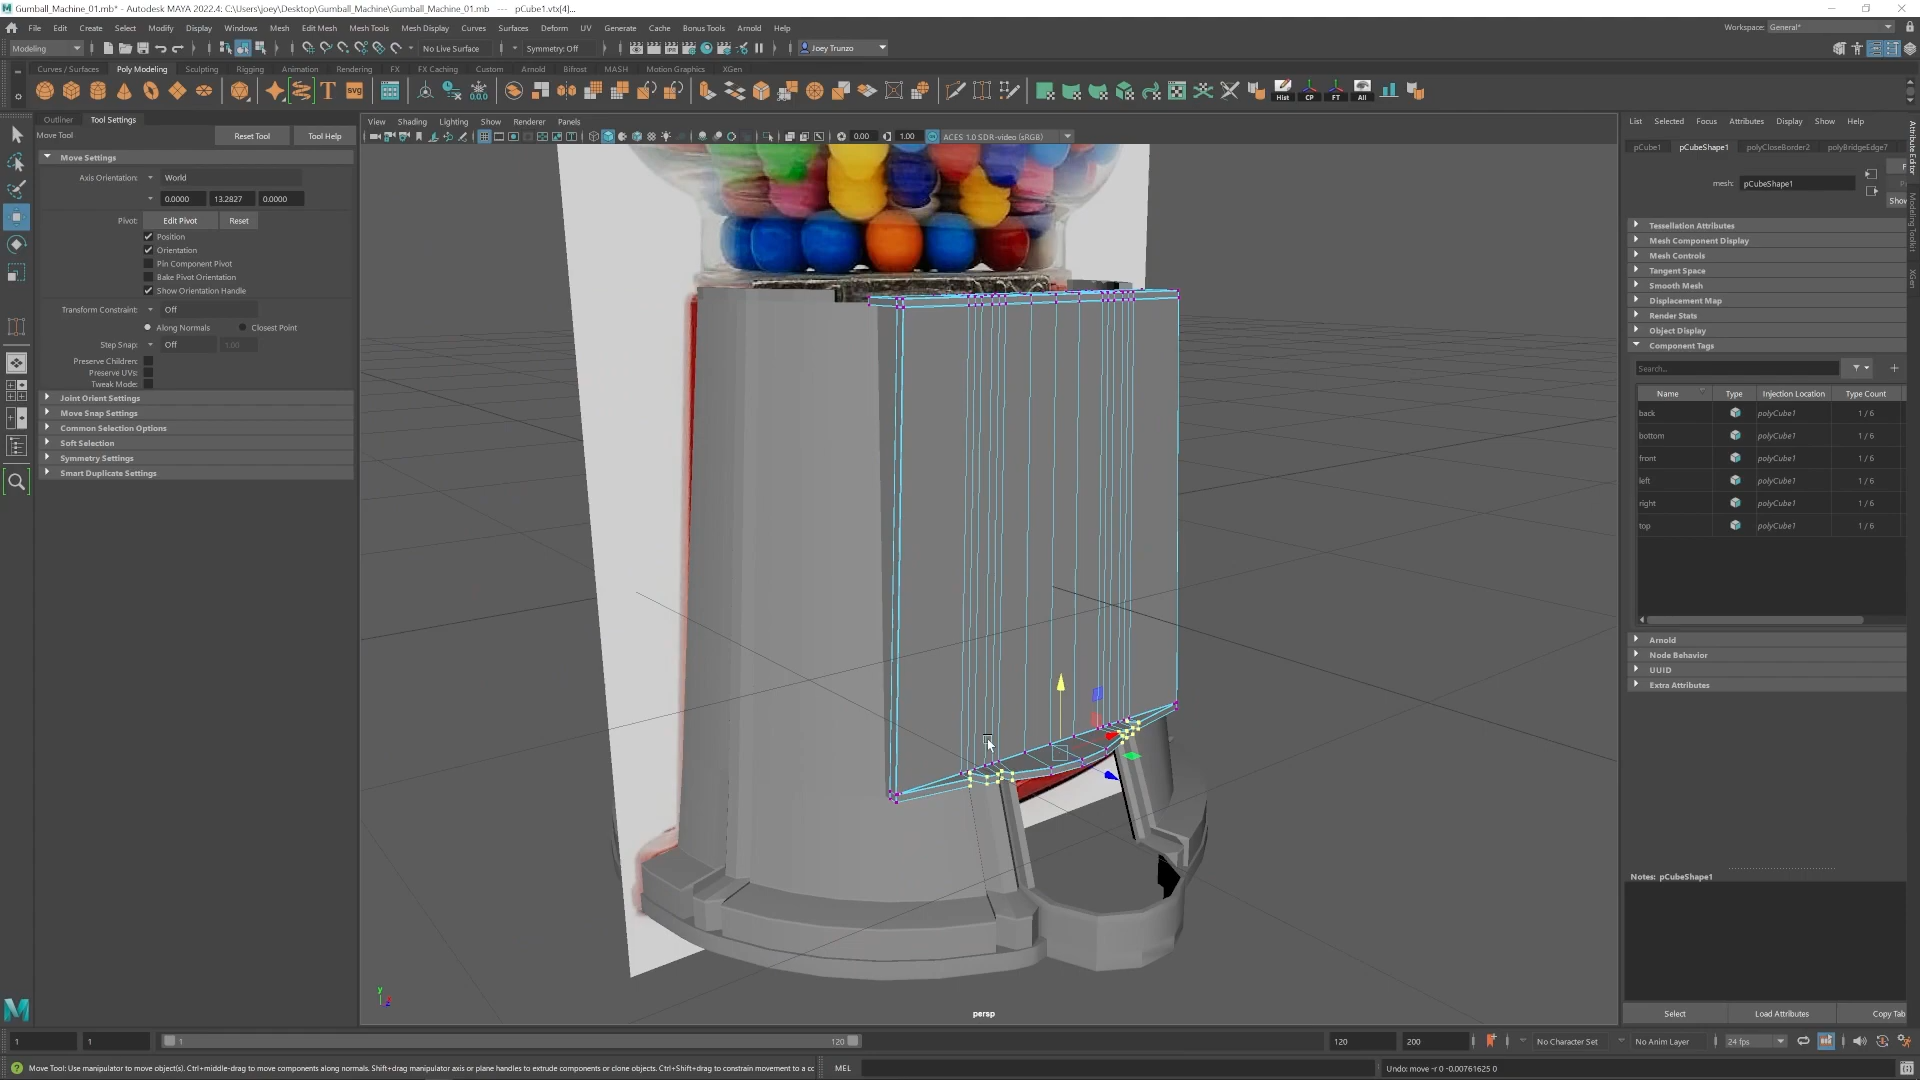 Gumball_Machine_01.mb* - Autodesk MAYA 2022.4: C:\Users\joey\Desktop\Gumball_Machine\Gumball_Machine_01.mb --- pCube1.vtx[4]...
File Edit Create Select Modify Display Windows Mesh Edit Mesh Mesh Tools Mesh Display Curves Surfaces Deform UV Generate Cache Bonus Tools Arnold Help
Workspace: General*
Modeling
No Live Surface
Symmetry: Off
Joey Trunzo
Curves / Surfaces Poly Modeling Sculpting Rigging Animation Rendering FX FX Caching Custom Arnold Bifrost MASH Motion Graphics XGen
Hist CP FT All
Outliner Tool Settings
Move Tool
Reset Tool
Tool Help
Move Settings
Axis Orientation: World
0.0000 13.2827 0.0000
Pivot: Edit Pivot Reset
Position
Orientation
Pin Component Pivot
Bake Pivot Orientation
Show Orientation Handle
Transform Constraint: Off
Along Normals Closest Point
Step Snap: Off 1.00
Preserve Children:
Preserve UVs:
Tweak Mode:
Joint Orient Settings
Move Snap Settings
Common Selection Options
Soft Selection
Symmetry Settings
Smart Duplicate Settings
View Shading Lighting Show Renderer Panels
0.00 1.00 ACES 1.0 SDR-video (sRGB)
persp
List Selected Focus Attributes Display Show Help
pCube1 pCubeShape1 polyCloseBorder2 polyBridgeEdge7
mesh: pCubeShape1
Show
Tessellation Attributes
Mesh Component Display
Mesh Controls
Tangent Space
Smooth Mesh
Displacement Map
Render Stats
Object Display
Component Tags
Search...
Name Type Injection Location Type Count
back polyCube1 1 / 6
bottom polyCube1 1 / 6
front polyCube1 1 / 6
left polyCube1 1 / 6
right polyCube1 1 / 6
top polyCube1 1 / 6
Arnold
Node Behavior
UUID
Extra Attributes
Notes: pCubeShape1
Select Load Attributes Copy Tab
Attribute Editor
Modeling Toolkit
XGen
1 1 1 120 120 200 No Character Set No Anim Layer 24 fps
Move Tool: Use manipulator to move object(s). Ctrl+middle-drag to move components along normals. Shift+drag manipulator axis or plane handles to extrude components or clone objects. Ctrl+Shift+drag to constrain movement to a co
MEL
Undo: move -r 0 -0.00761625 0